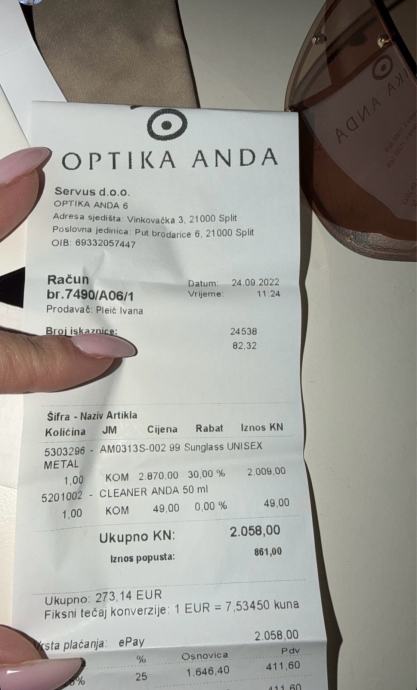 OPTIKA ANDA
Servus d.o.o.
OPTIKA ANDA 6
Adresa sjedišta: Vinkovačka 3, 21000 Split
Poslovna jedinica: Put brodarice 6, 21000 Split
OIB: 69332057447
Račun Datum: 24.09.2022
br.7490/A06/1 Vrijeme: 11:24
Prodavač: Pleić Ivana
Broj iskaznice: 24538
82,32
Šifra - Naziv Artikla
Količina JM Cijena Rabat Iznos KN
5303296 - AM0313S-002 99 Sunglass UNISEX
METAL
1,00 KOM 2.870,00 30,00 % 2.009,00
5201002 - CLEANER ANDA 50 ml
1,00 KOM 49,00 0,00 % 49,00
Ukupno KN: 2.058,00
Iznos popusta: 861,00
Ukupno: 273,14 EUR
Fiksni tečaj konverzije: 1 EUR = 7,53450 kuna
plaćanja: ePay 2.058,00
% Osnovica Pdv
% 25 1.646,40 411,60
411,60
OPTIKA ANDA